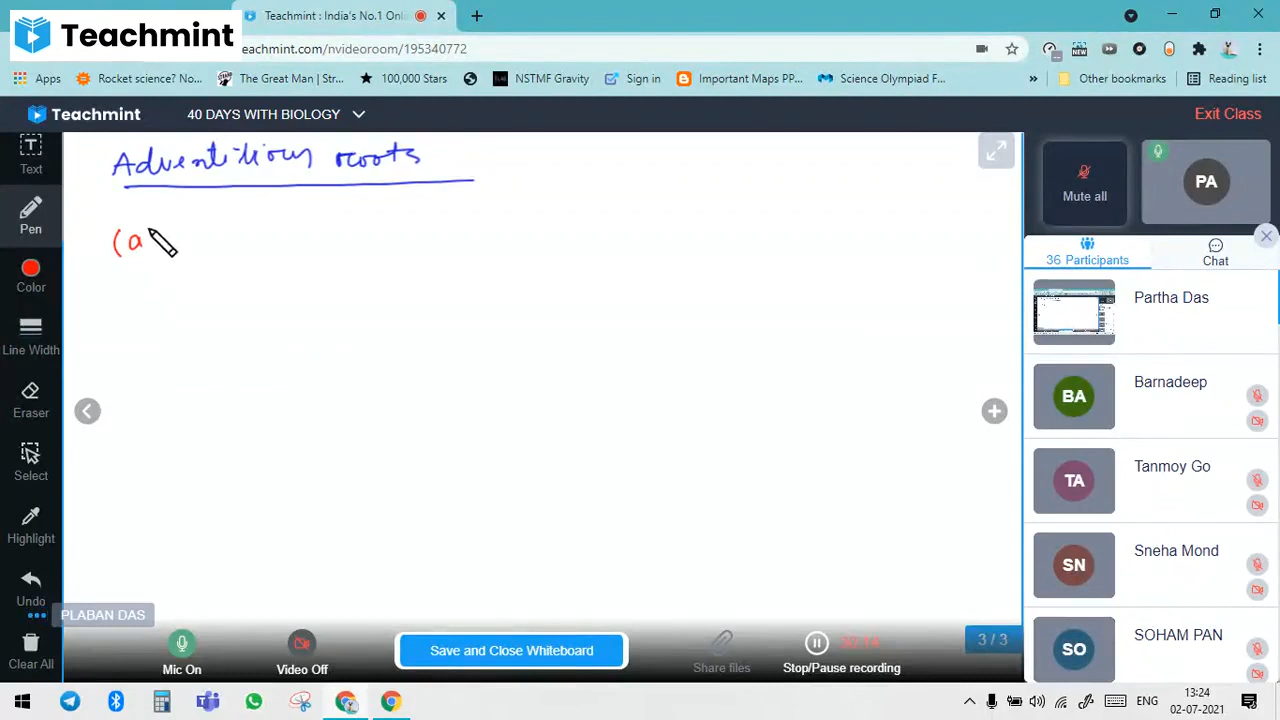 Teachmint
Teachmint : India's No.1 Onli
eachmint.com/nvideoroom/195340772
Apps
Rocket science? No...
The Great Man | Str...
100,000 Stars
NSTMF Gravity
Sign in
Important Maps PP...
Science Olympiad F...
»
Other bookmarks
Reading list
Teachmint
40 DAYS WITH BIOLOGY
Exit Class
Text
Pen
Color
Line Width
Eraser
Select
Highlight
Undo
Clear All
Adventitious roots
(a
PLABAN DAS
Mic On
Video Off
Save and Close Whiteboard
Share files
Stop/Pause recording
3 / 3
Mute all
PA
36 Participants
Chat
Partha Das
BA
Barnadeep
TA
Tanmoy Go
SN
Sneha Mond
SO
SOHAM PAN
ENG
13:24
02-07-2021